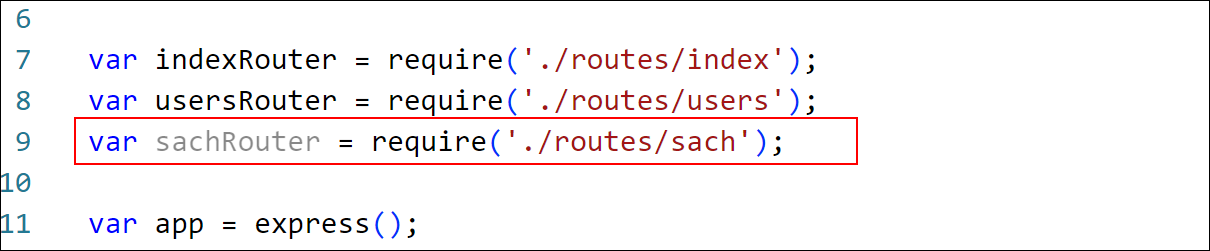 6
7 var indexRouter = require('./routes/index');
8 var usersRouter = require('./routes/users');
9 var sachRouter = require('./routes/sach');
10
11 var app = express();